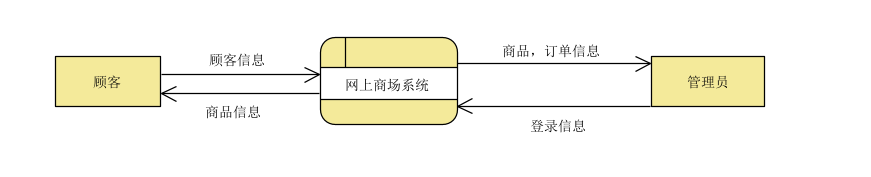 顾客信息
商品，订单信息
顾客
网上商场系统
管理员
商品信息
登录信息